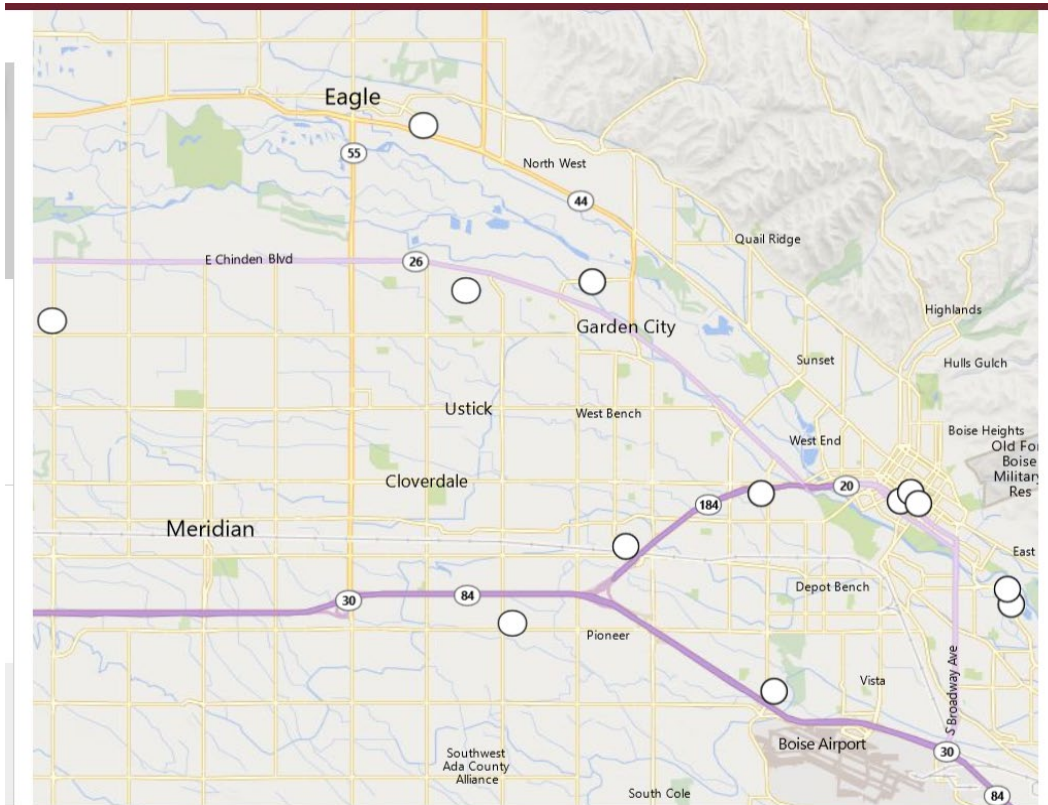 Eagle
55
North West
44
Quail Ridge
E Chinden Blvd
26
Highlands
Garden City
Sunset
Hulls Gulch
Ustick
West Bench
Boise Heights
West End
Old
Boise
Military
Res
Cloverdale
20
184
Meridian
East
Depot Bench
30
84
Pioneer
Vista
S Broadway Ave
Boise Airport
30
Southwest
Ada County
Alliance
South Cole
84